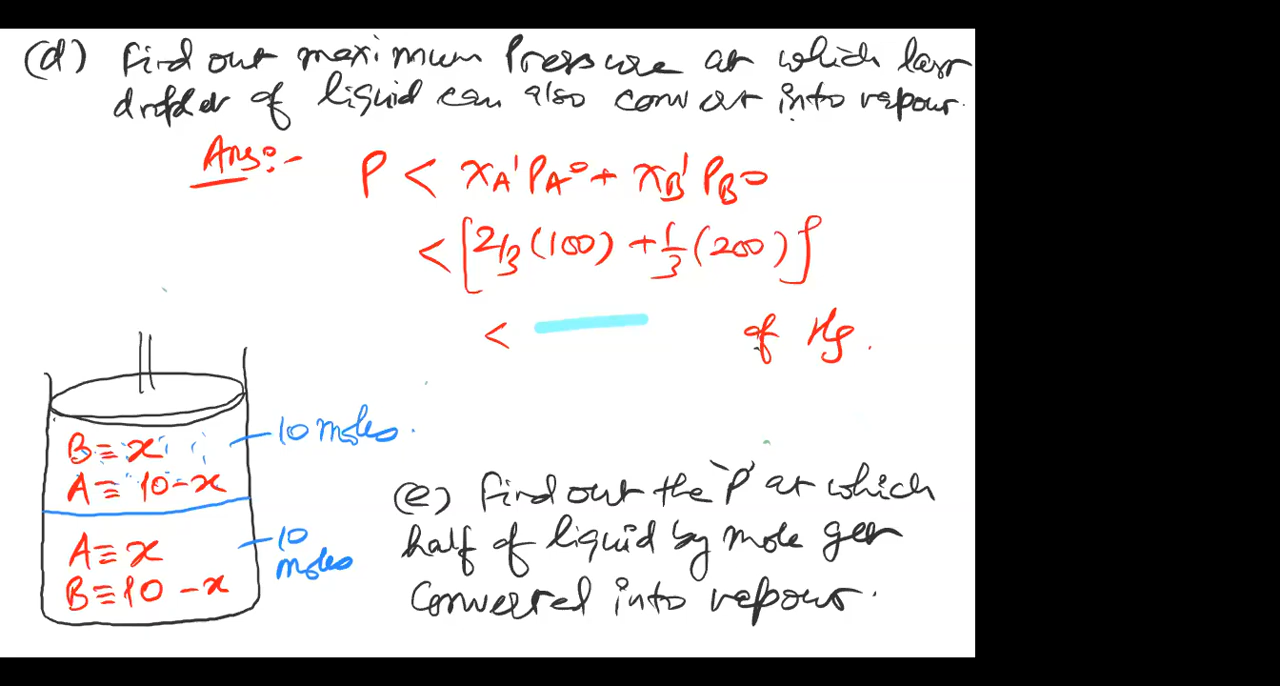 (d) Find out maximum Pressure at which last
droplet of liquid can also convert into vapour.
Ans:- P < xA' PA° + xB' PB°
< [2/3 (100) + 1/3 (200)]
< of Hg.
B ≡ x
A ≡ 10-x
10 moles.
A ≡ x
B ≡ 10-x
10
moles
(e) Find out the 'P' at which
half of liquid by mole get
converted into vapour.